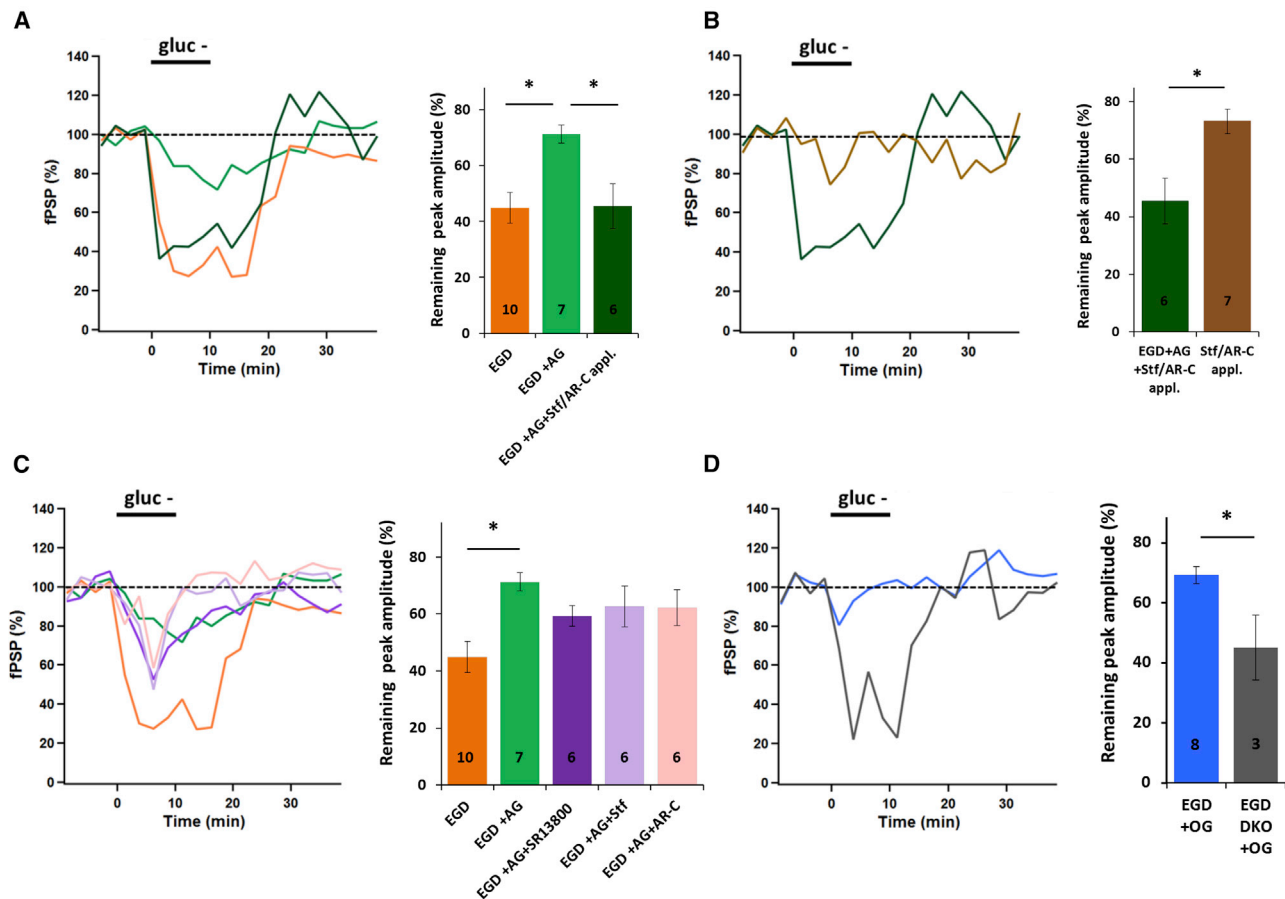 A
gluc -
fPSP (%)
140
120
100
80
60
40
20
0
0 10 20 30
Time (min)
Remaining peak amplitude (%)
80
60
40
20
0
* *
10 7 6
EGD
EGD +AG
EGD +AG+Stf/AR-C appl.
B
gluc -
fPSP (%)
140
120
100
80
60
40
20
0
0 10 20 30
Time (min)
Remaining peak amplitude (%)
80
60
40
20
0
*
6 7
EGD+AG
+Stf/AR-C
appl.
Stf/AR-C
appl.
C
gluc -
fPSP (%)
140
120
100
80
60
40
20
0
0 10 20 30
Time (min)
Remaining peak amplitude (%)
80
60
40
20
0
*
10 7 6 6 6
EGD
EGD +AG
EGD +AG+SR13800
EGD +AG+Stf
EGD +AG+AR-C
D
gluc -
fPSP (%)
140
120
100
80
60
40
20
0
0 10 20 30
Time (min)
Remaining peak amplitude (%)
80
60
40
20
0
*
8 3
EGD
+OG
EGD
DKO
+OG